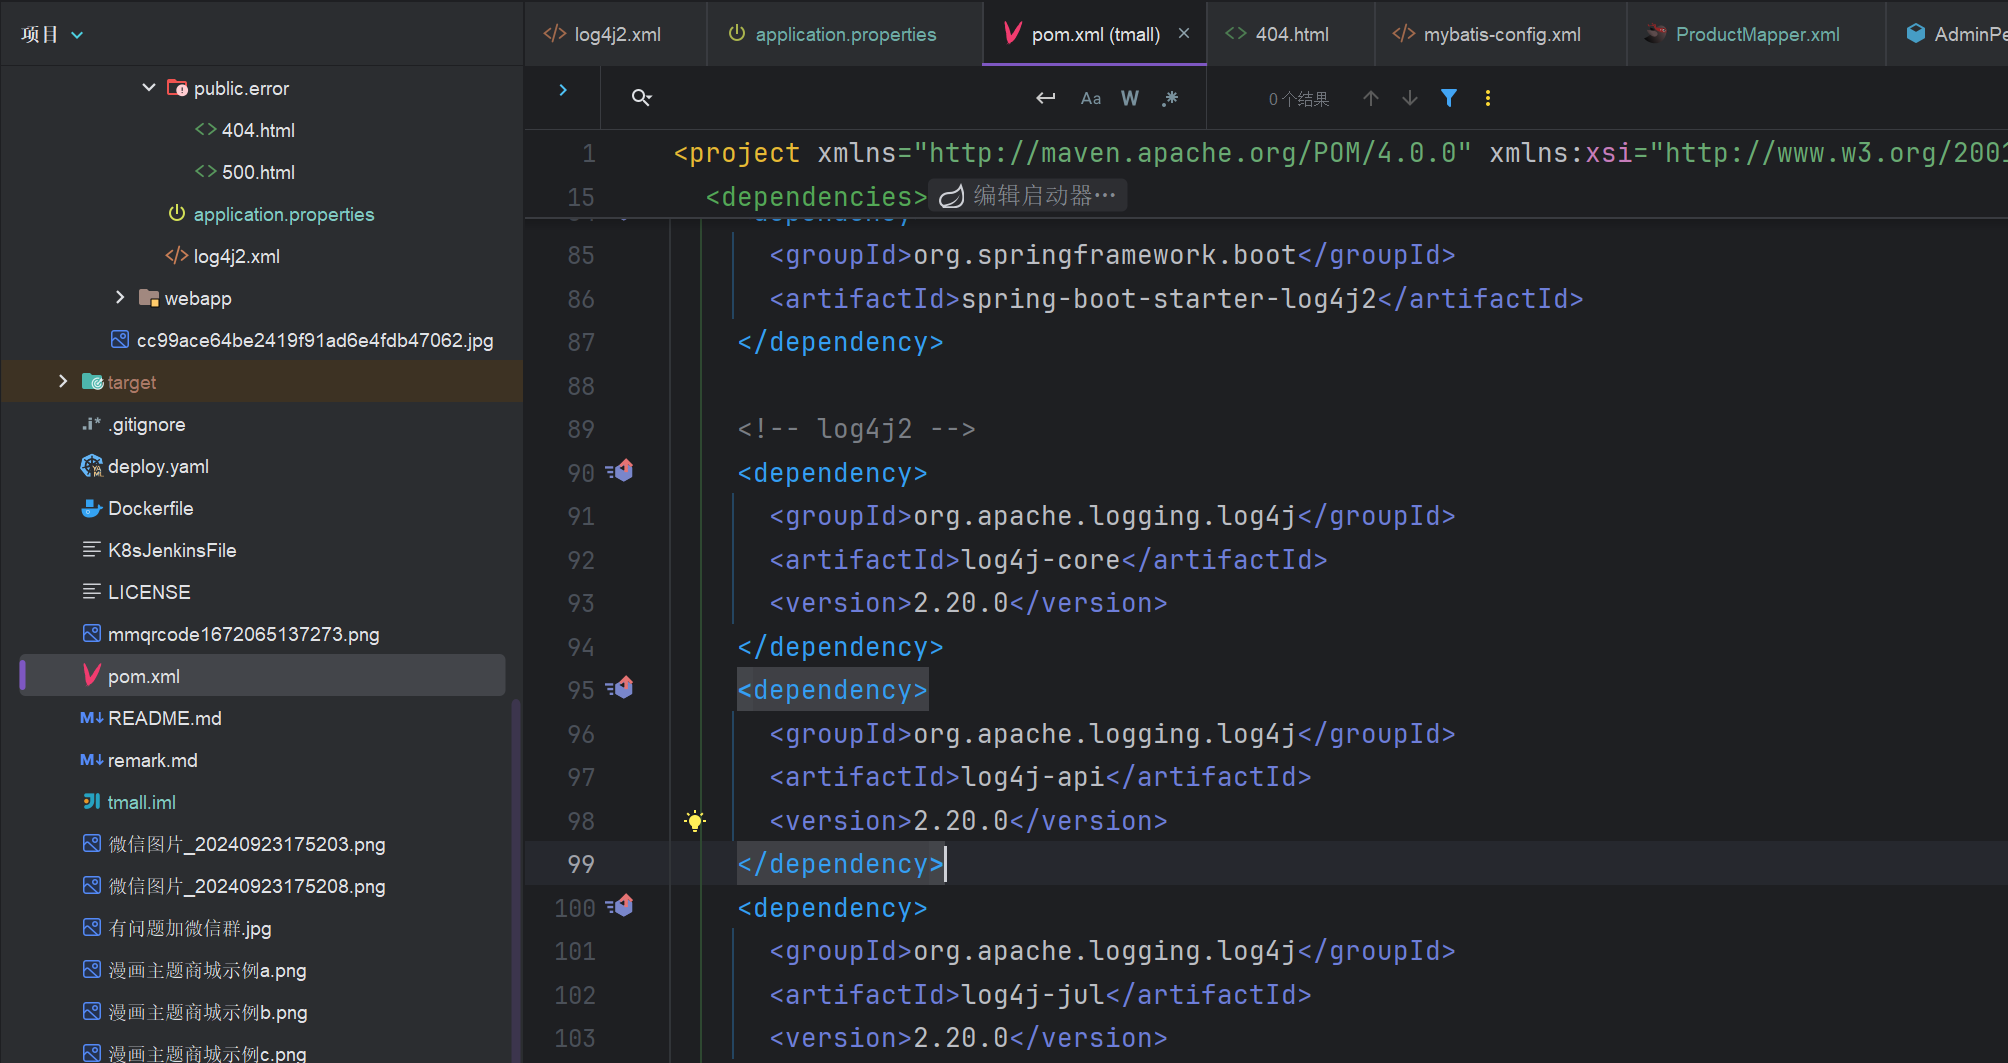 项目
log4j2.xml
application.properties
pom.xml (tmall)
404.html
mybatis-config.xml
ProductMapper.xml
AdminPe
public.error
404.html
500.html
application.properties
log4j2.xml
webapp
cc99ace64be2419f91ad6e4fdb47062.jpg
target
.gitignore
deploy.yaml
Dockerfile
K8sJenkinsFile
LICENSE
mmqrcode1672065137273.png
pom.xml
README.md
remark.md
tmall.iml
微信图片_20240923175203.png
微信图片_20240923175208.png
有问题加微信群.jpg
漫画主题商城示例a.png
漫画主题商城示例b.png
漫画主题商城示例c.png
Aa W .* 0 个结果
1 <project xmlns="http://maven.apache.org/POM/4.0.0" xmlns:xsi="http://www.w3.org/2001
15 <dependencies> 编辑启动器...
85 <groupId>org.springframework.boot</groupId>
86 <artifactId>spring-boot-starter-log4j2</artifactId>
87 </dependency>
88
89 <!-- log4j2 -->
90 <dependency>
91 <groupId>org.apache.logging.log4j</groupId>
92 <artifactId>log4j-core</artifactId>
93 <version>2.20.0</version>
94 </dependency>
95 <dependency>
96 <groupId>org.apache.logging.log4j</groupId>
97 <artifactId>log4j-api</artifactId>
98 <version>2.20.0</version>
99 </dependency>
100 <dependency>
101 <groupId>org.apache.logging.log4j</groupId>
102 <artifactId>log4j-jul</artifactId>
103 <version>2.20.0</version>